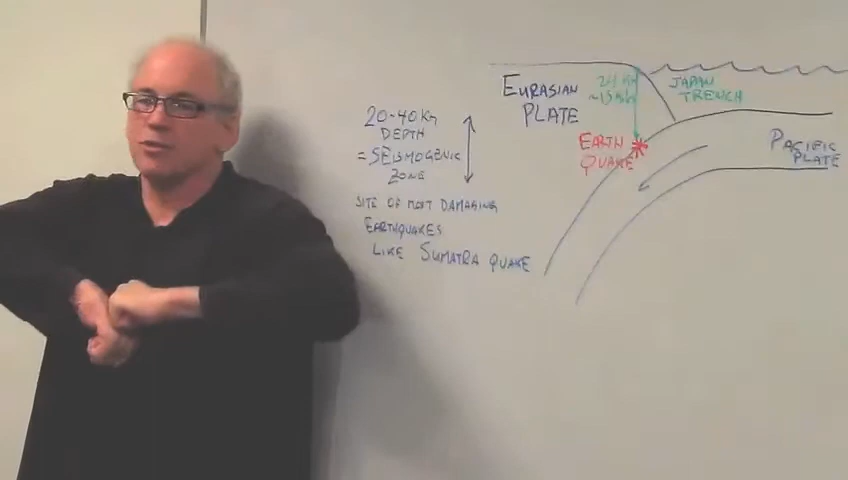 20-40 Km
DEPTH
= SEISMOGENIC
ZONE
SITE OF MOST DAMAGING
EARTHQUAKES
LIKE SUMATRA QUAKE
EURASIAN
PLATE
JAPAN
TRENCH
EARTH
QUAKE
PACIFIC
PLATE